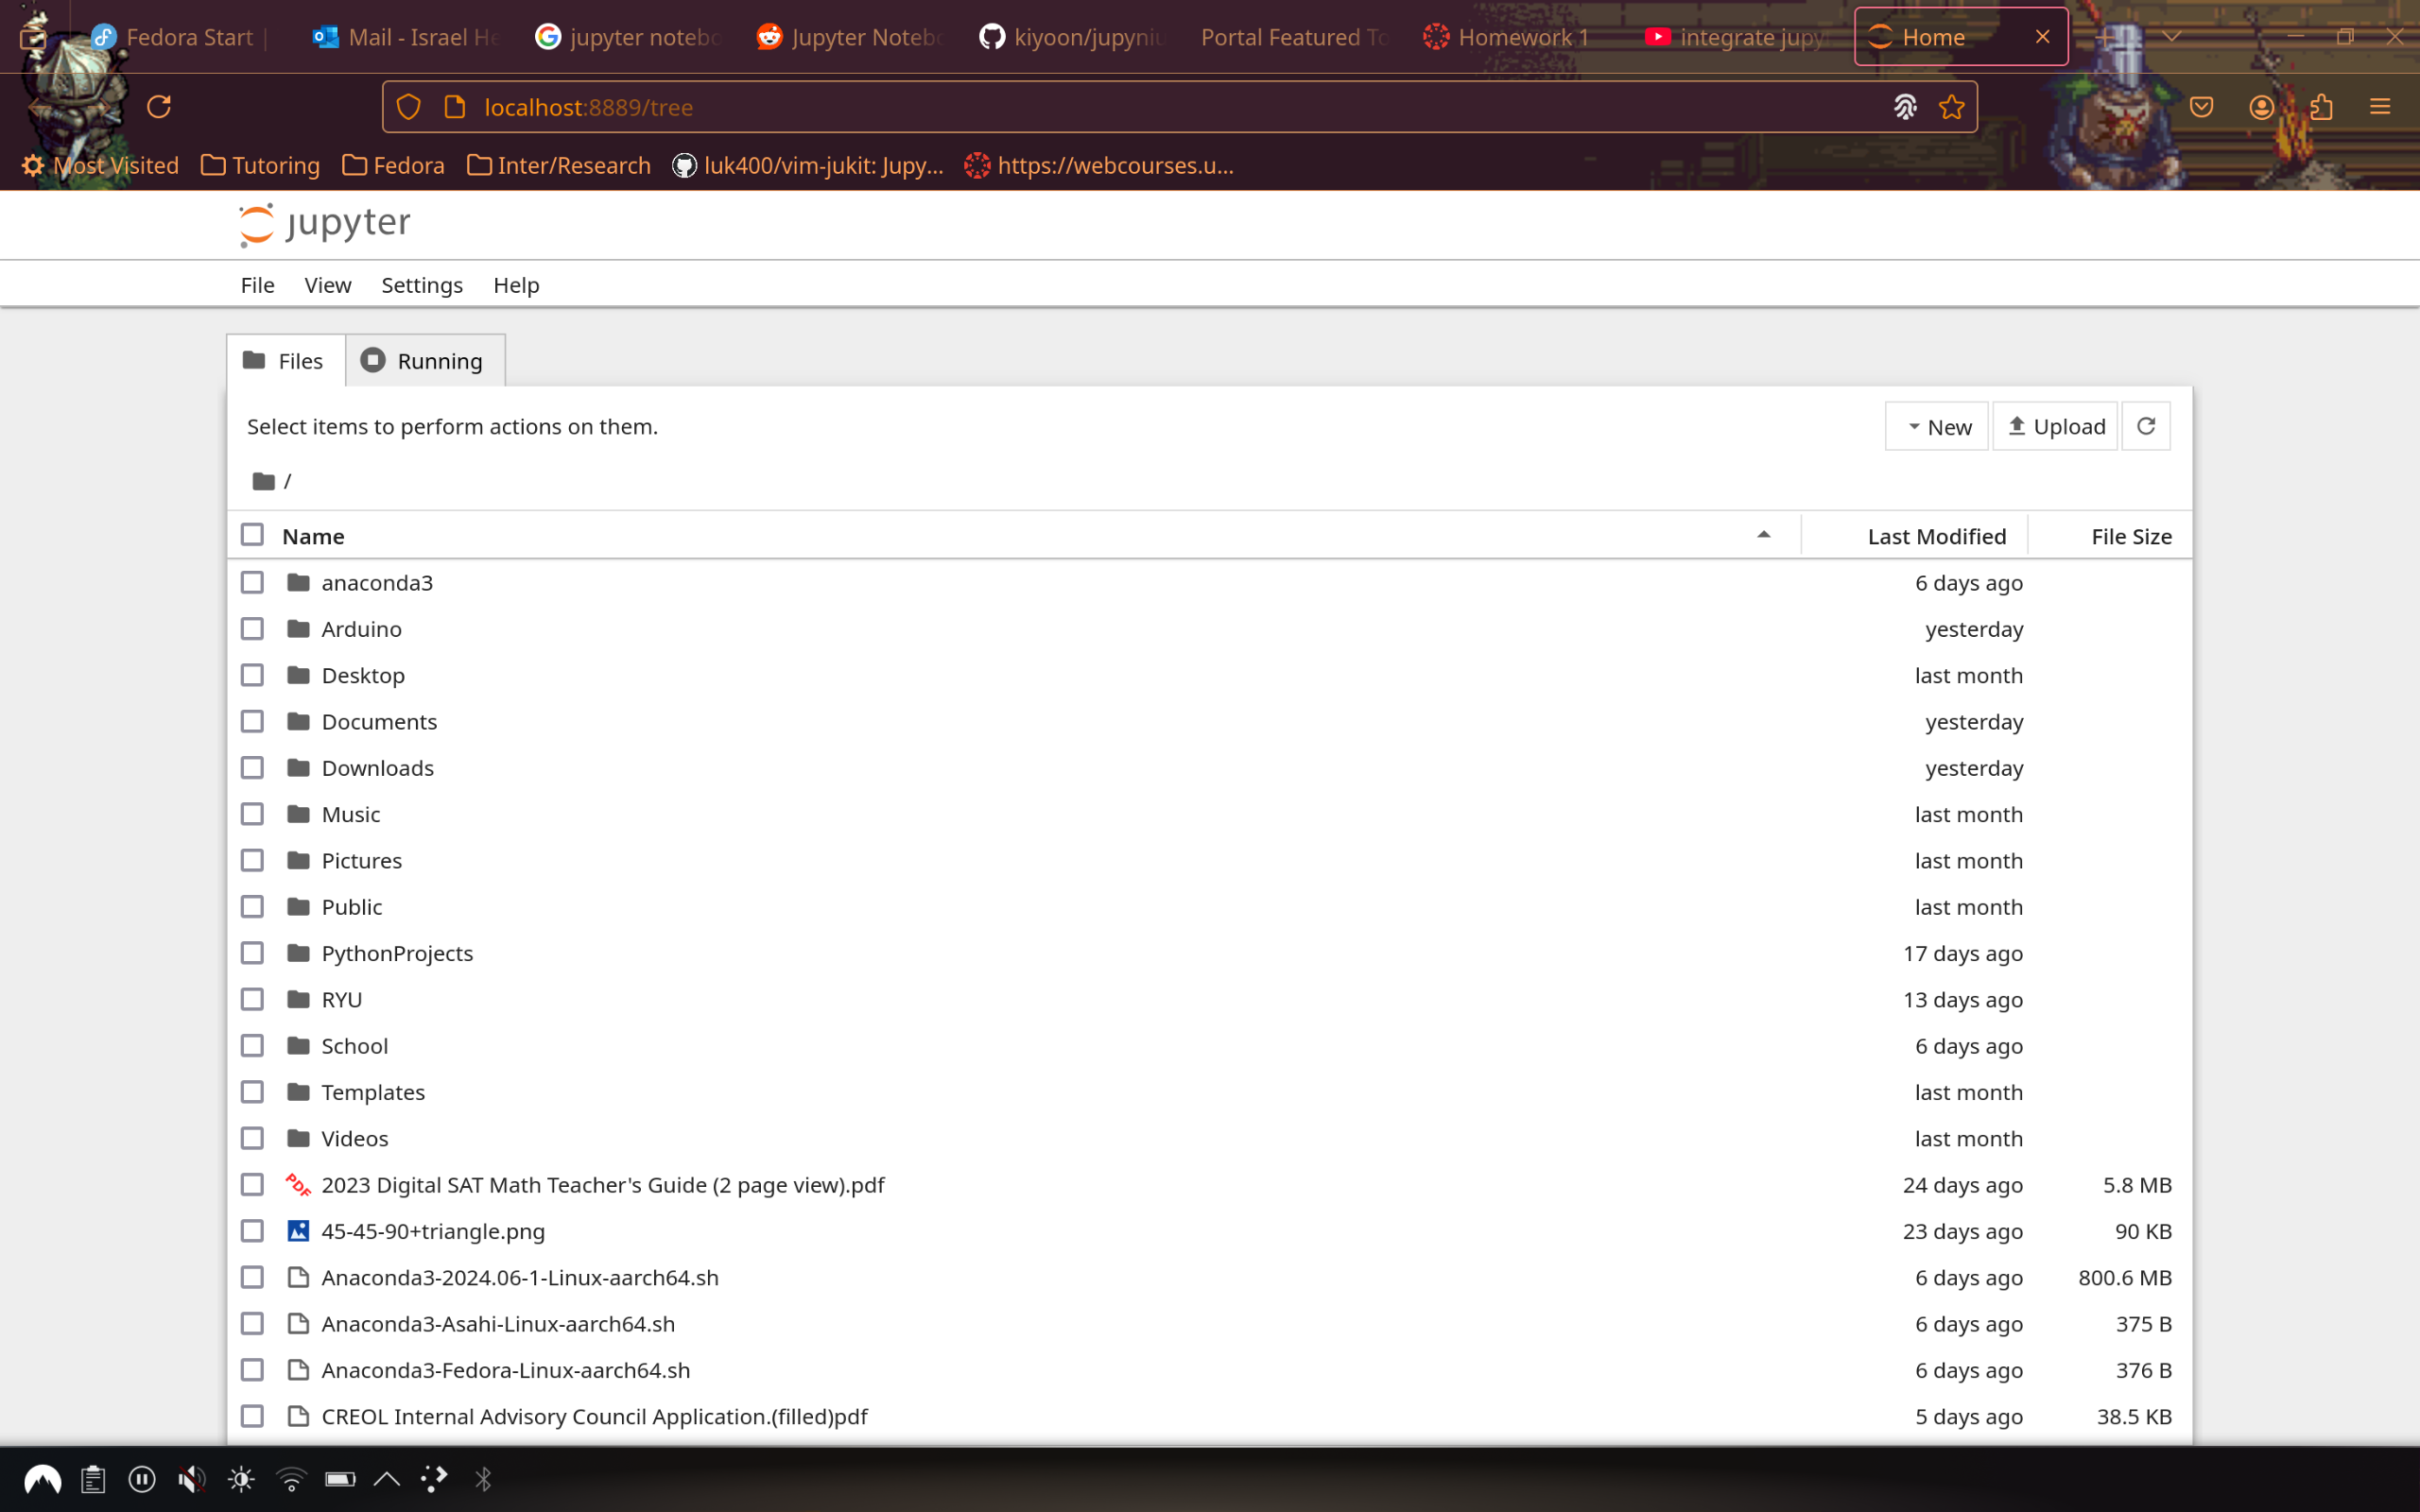 Fedora Start |
Mail - Israel He
jupyter notebo
Jupyter Notebo
kiyoon/jupyniu
Portal Featured To
Homework 1
integrate jupy
Home
localhost:8889/tree
Most Visited
Tutoring
Fedora
Inter/Research
luk400/vim-jukit: Jupy...
https://webcourses.u...
jupyter
File View Settings Help
Files Running
Select items to perform actions on them.
New Upload
/
Name Last Modified File Size
anaconda3 6 days ago
Arduino yesterday
Desktop last month
Documents yesterday
Downloads yesterday
Music last month
Pictures last month
Public last month
PythonProjects 17 days ago
RYU 13 days ago
School 6 days ago
Templates last month
Videos last month
PDF 2023 Digital SAT Math Teacher's Guide (2 page view).pdf 24 days ago 5.8 MB
45-45-90+triangle.png 23 days ago 90 KB
Anaconda3-2024.06-1-Linux-aarch64.sh 6 days ago 800.6 MB
Anaconda3-Asahi-Linux-aarch64.sh 6 days ago 375 B
Anaconda3-Fedora-Linux-aarch64.sh 6 days ago 376 B
CREOL Internal Advisory Council Application.(filled)pdf 5 days ago 38.5 KB